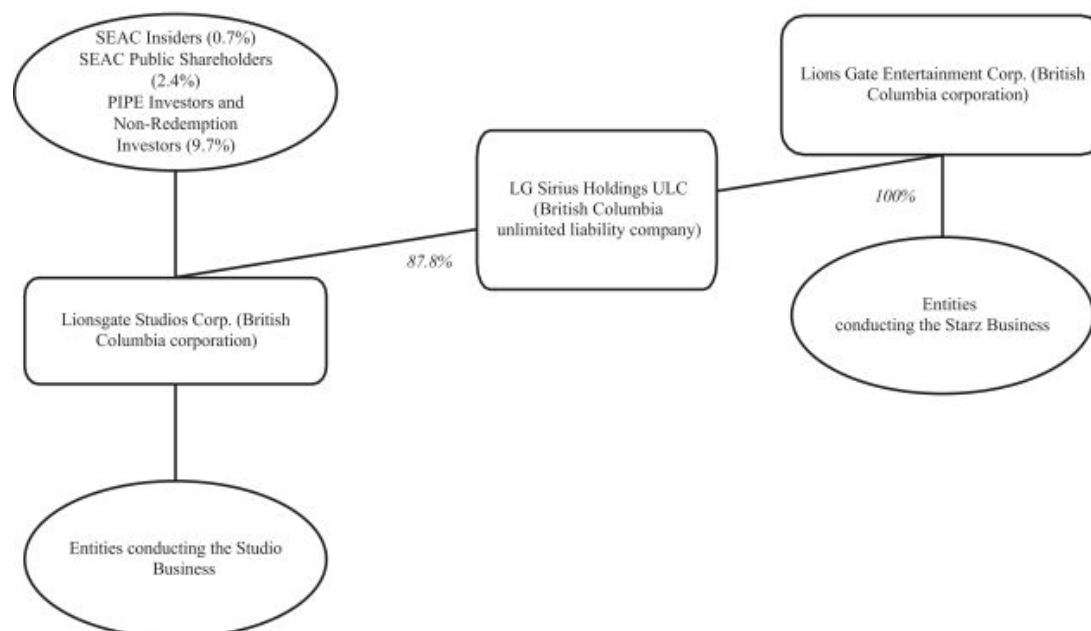 SEAC Insiders (0.7%)
SEAC Public Shareholders
(2.4%)
PIPE Investors and
Non-Redemption
Investors (9.7%)
Lions Gate Entertainment Corp. (British
Columbia corporation)
LG Sirius Holdings ULC
(British Columbia
unlimited liability company)
100%
87.8%
Lionsgate Studios Corp. (British
Columbia corporation)
Entities
conducting the Starz Business
Entities conducting the Studio
Business